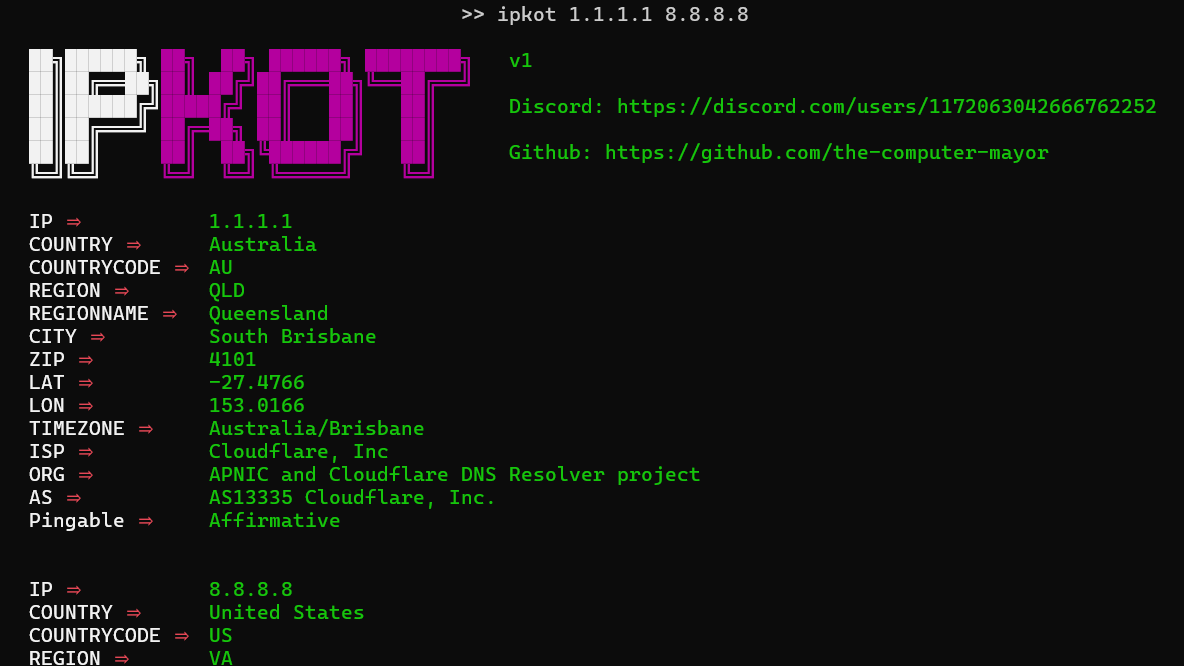 >> ipkot 1.1.1.1 8.8.8.8
IPKOT
v1
Discord: https://discord.com/users/1172063042666762252
Github: https://github.com/the-computer-mayor
IP ⇒ 1.1.1.1
COUNTRY ⇒ Australia
COUNTRYCODE ⇒ AU
REGION ⇒ QLD
REGIONNAME ⇒ Queensland
CITY ⇒ South Brisbane
ZIP ⇒ 4101
LAT ⇒ -27.4766
LON ⇒ 153.0166
TIMEZONE ⇒ Australia/Brisbane
ISP ⇒ Cloudflare, Inc
ORG ⇒ APNIC and Cloudflare DNS Resolver project
AS ⇒ AS13335 Cloudflare, Inc.
Pingable ⇒ Affirmative
IP ⇒ 8.8.8.8
COUNTRY ⇒ United States
COUNTRYCODE ⇒ US
REGION ⇒ VA